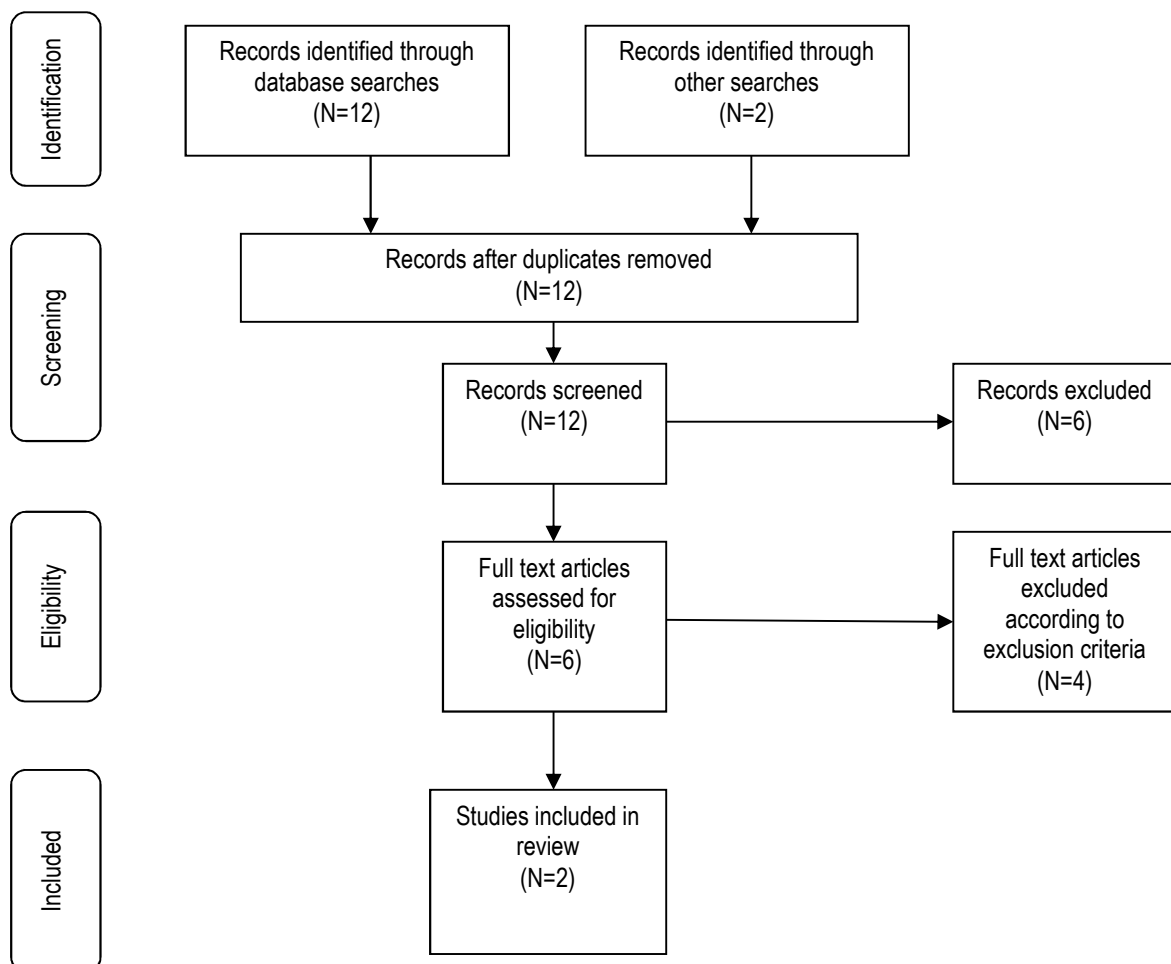 Identification
Records identified through
database searches
(N=12)
Records identified through
other searches
(N=2)
Screening
Records after duplicates removed
(N=12)
Records screened
(N=12)
Records excluded
(N=6)
Eligibility
Full text articles
assessed for
eligibility
(N=6)
Full text articles
excluded
according to
exclusion criteria
(N=4)
Included
Studies included in
review
(N=2)